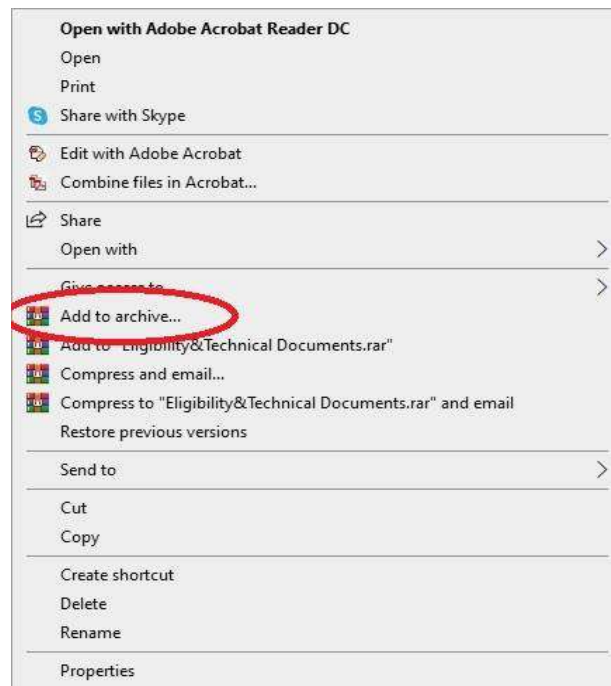 Open with Adobe Acrobat Reader DC
Open
Print
Share with Skype
Edit with Adobe Acrobat
Combine files in Acrobat...
Share
Open with
Give access to
Add to archive...
Add to "Eligibility&Technical Documents.rar"
Compress and email...
Compress to "Eligibility&Technical Documents.rar" and email
Restore previous versions
Send to
Cut
Copy
Create shortcut
Delete
Rename
Properties